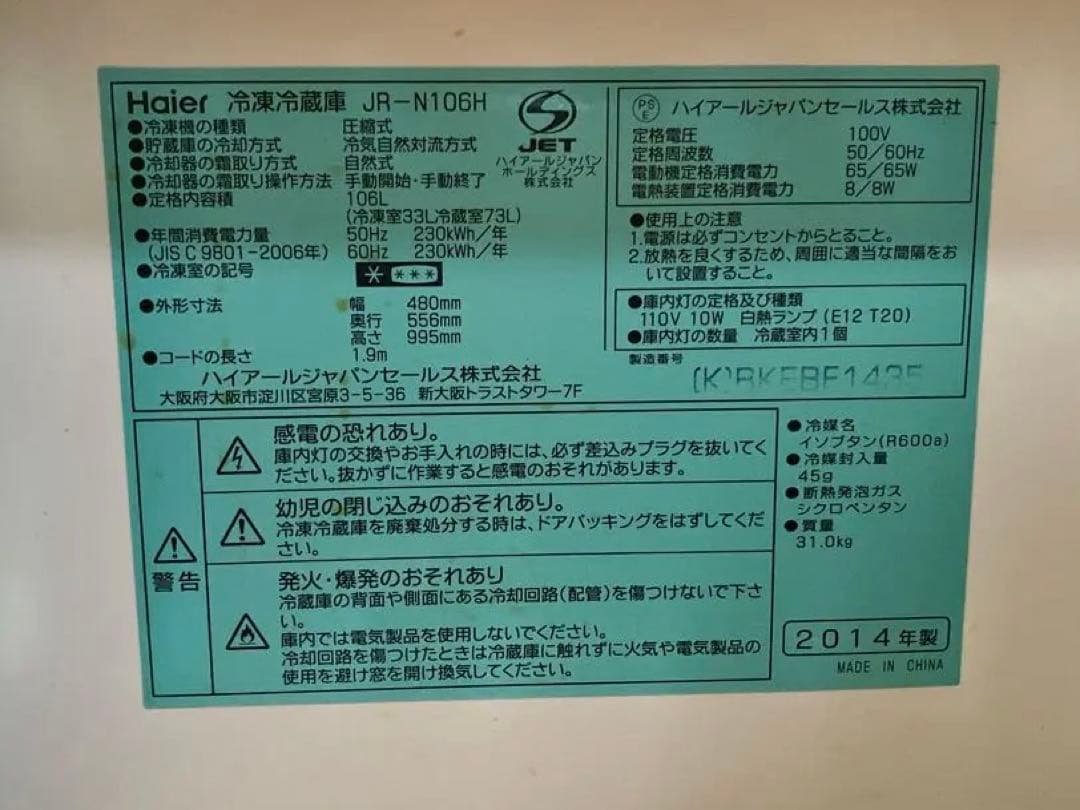 Haier 冷凍冷蔵庫 JR-N106H
●冷凍機の種類 圧縮式
●貯蔵庫の冷却方式 冷気自然対流方式
●冷却器の霜取り方式 自然式
●冷却器の霜取り操作方法 手動開始・手動終了
●定格内容積 106L
(冷凍室33L冷蔵室73L)
●年間消費電力量 50Hz 230kWh/年
(JIS C 9801-2006年) 60Hz 230kWh/年
●冷凍室の記号
●外形寸法 幅 480mm
奥行 556mm
高さ 995mm
●コードの長さ 1.9m
ハイアールジャパンセールス株式会社
大阪府大阪市淀川区宮原3-5-36 新大阪トラストタワー7F
JET
ハイアールジャパン
ホールディングス
株式会社
PS
E
ハイアールジャパンセールス株式会社
定格電圧 100V
定格周波数 50/60Hz
電動機定格消費電力 65/65W
電熱装置定格消費電力 8/8W
●使用上の注意
1.電源は必ずコンセントからとること。
2.放熱を良くするため、周囲に適当な間隔をお
いて設置すること。
●庫内灯の定格及び種類
110V 10W 白熱ランプ(E12 T20)
●庫内灯の数量 冷蔵室内1個
製造番号
警告
感電の恐れあり。
庫内灯の交換やお手入れの時には、必ず差込みプラグを抜いてく
ださい。抜かずに作業すると感電のおそれがあります。
幼児の閉じ込みのおそれあり。
冷凍冷蔵庫を廃棄処分する時は、ドアパッキングをはずしてくだ
さい。
発火・爆発のおそれあり
冷蔵庫の背面や側面にある冷却回路(配管)を傷つけないで下さ
い。
庫内では電気製品を使用しないでください。
冷却回路を傷つけたときは冷蔵庫に触れずに火気や電気製品の
使用を避け窓を開け換気してください。
●冷媒名
イソブタン(R600a)
●冷媒封入量
45g
●断熱発泡ガス
シクロペンタン
●質量
31.0kg
2014年製
MADE IN CHINA